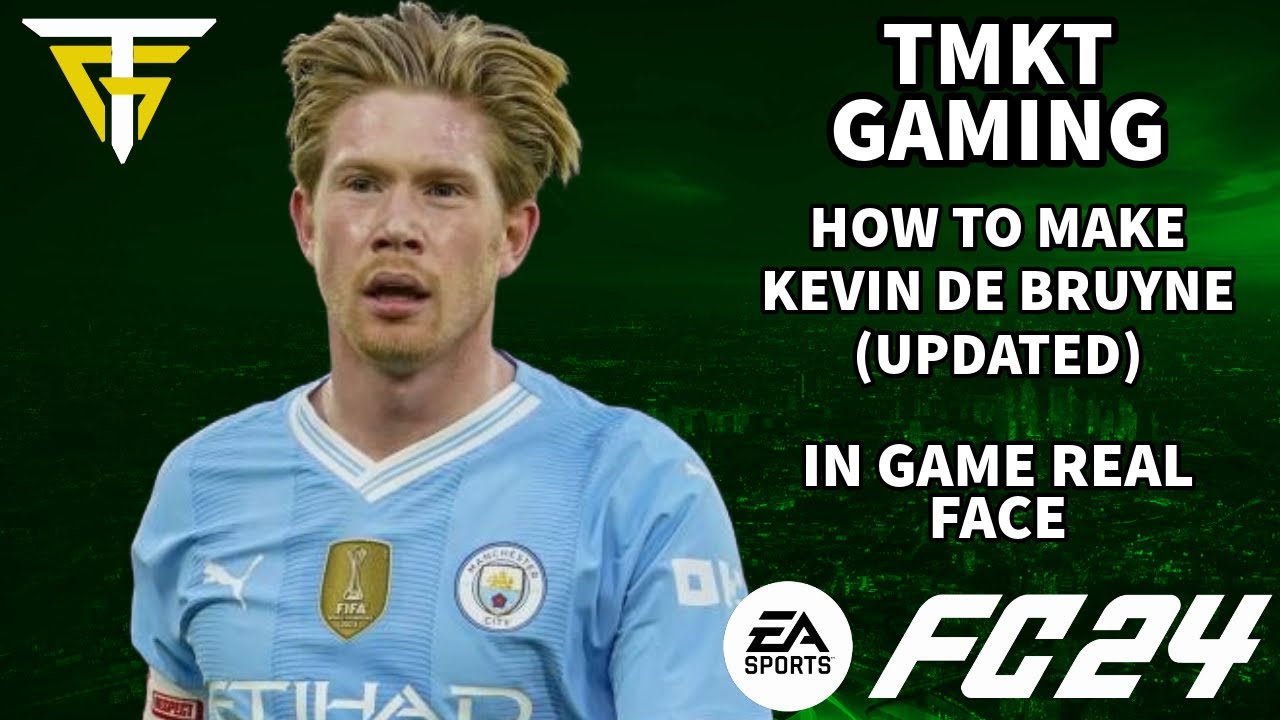 TMKT
GAMING
HOW TO MAKE
KEVIN DE BRUYNE
(UPDATED)
IN GAME REAL
FACE
EA
SPORTS
FC24
MANCHESTER
CITY
FIFA
ETIHAD
RESPECT